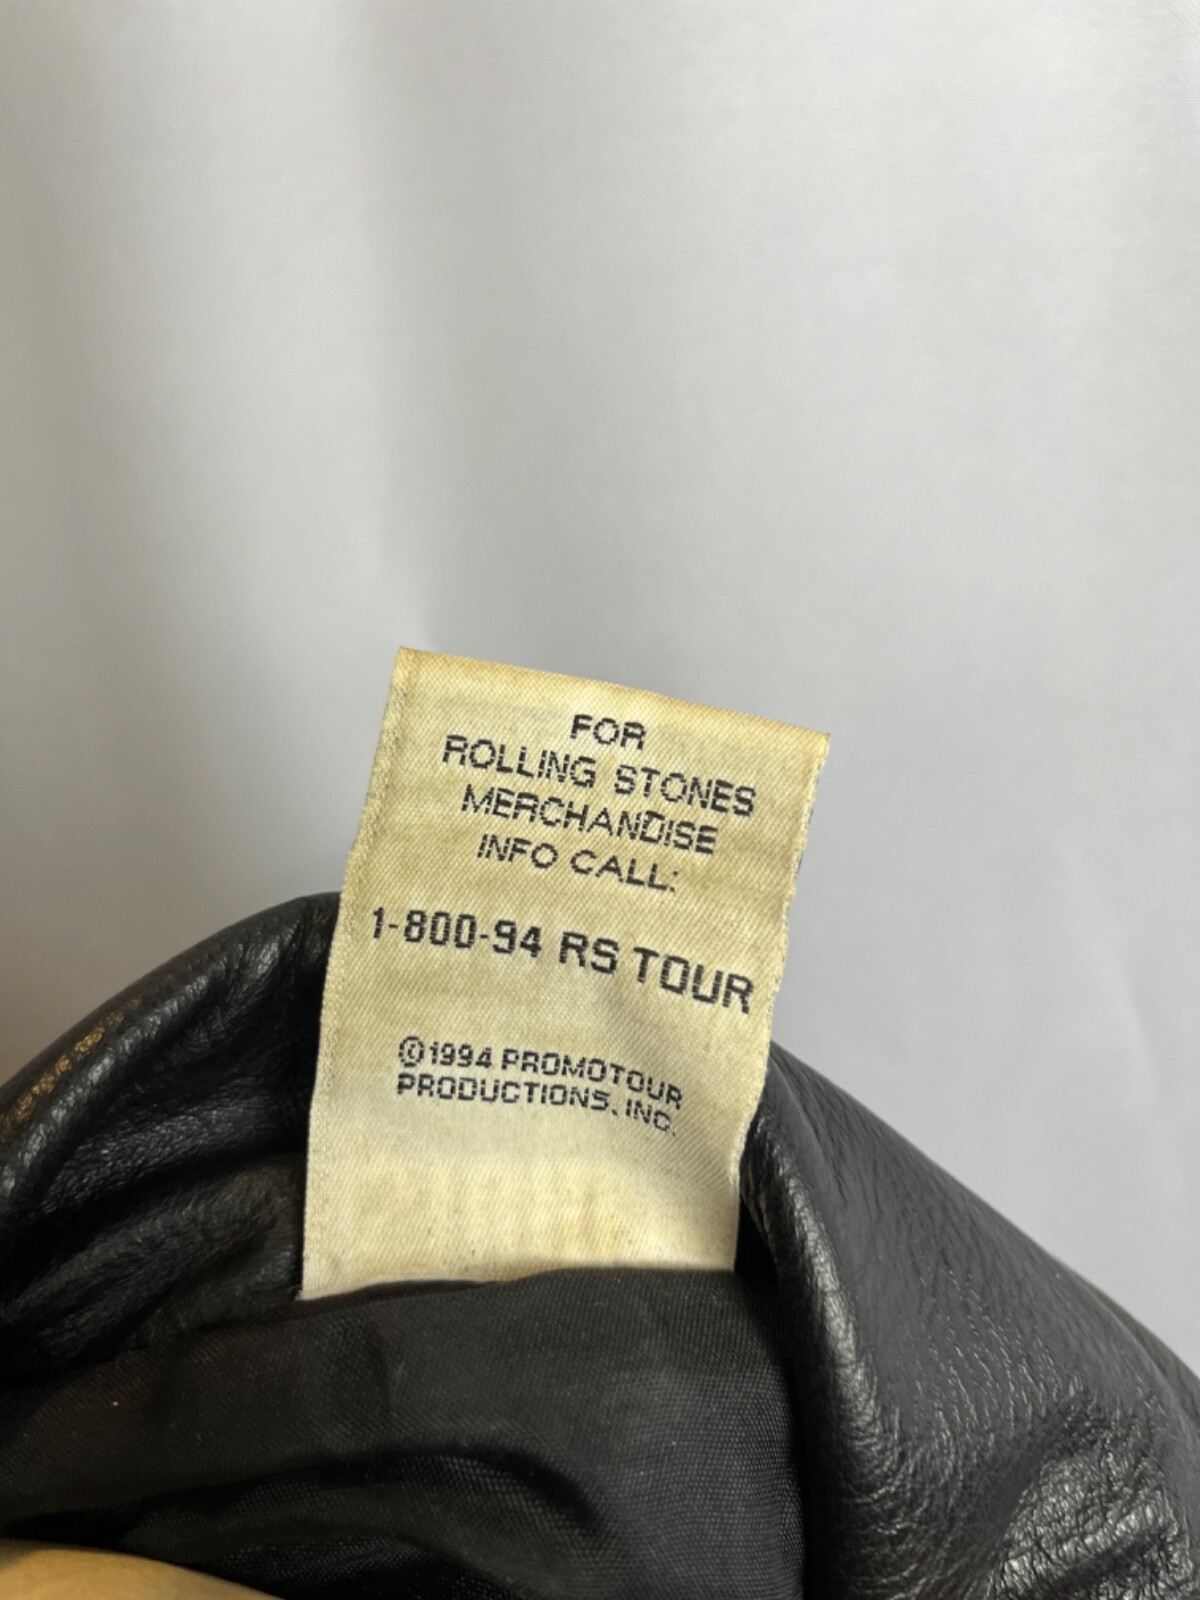 FOR
ROLLING STONES
MERCHANDISE
INFO CALL:
1-800-94 RS TOUR
©1994 PROMOTOUR
PRODUCTIONS, INC.